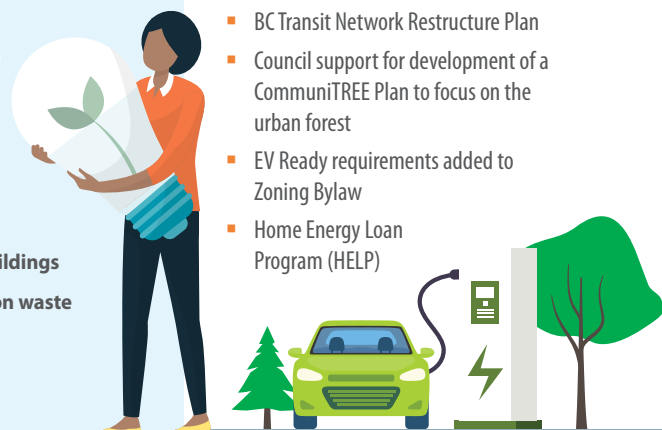 ▪ BC Transit Network Restructure Plan
▪ Council support for development of a
CommuniTREE Plan to focus on the
urban forest
▪ EV Ready requirements added to
Zoning Bylaw
▪ Home Energy Loan
Program (HELP)
ildings
on waste